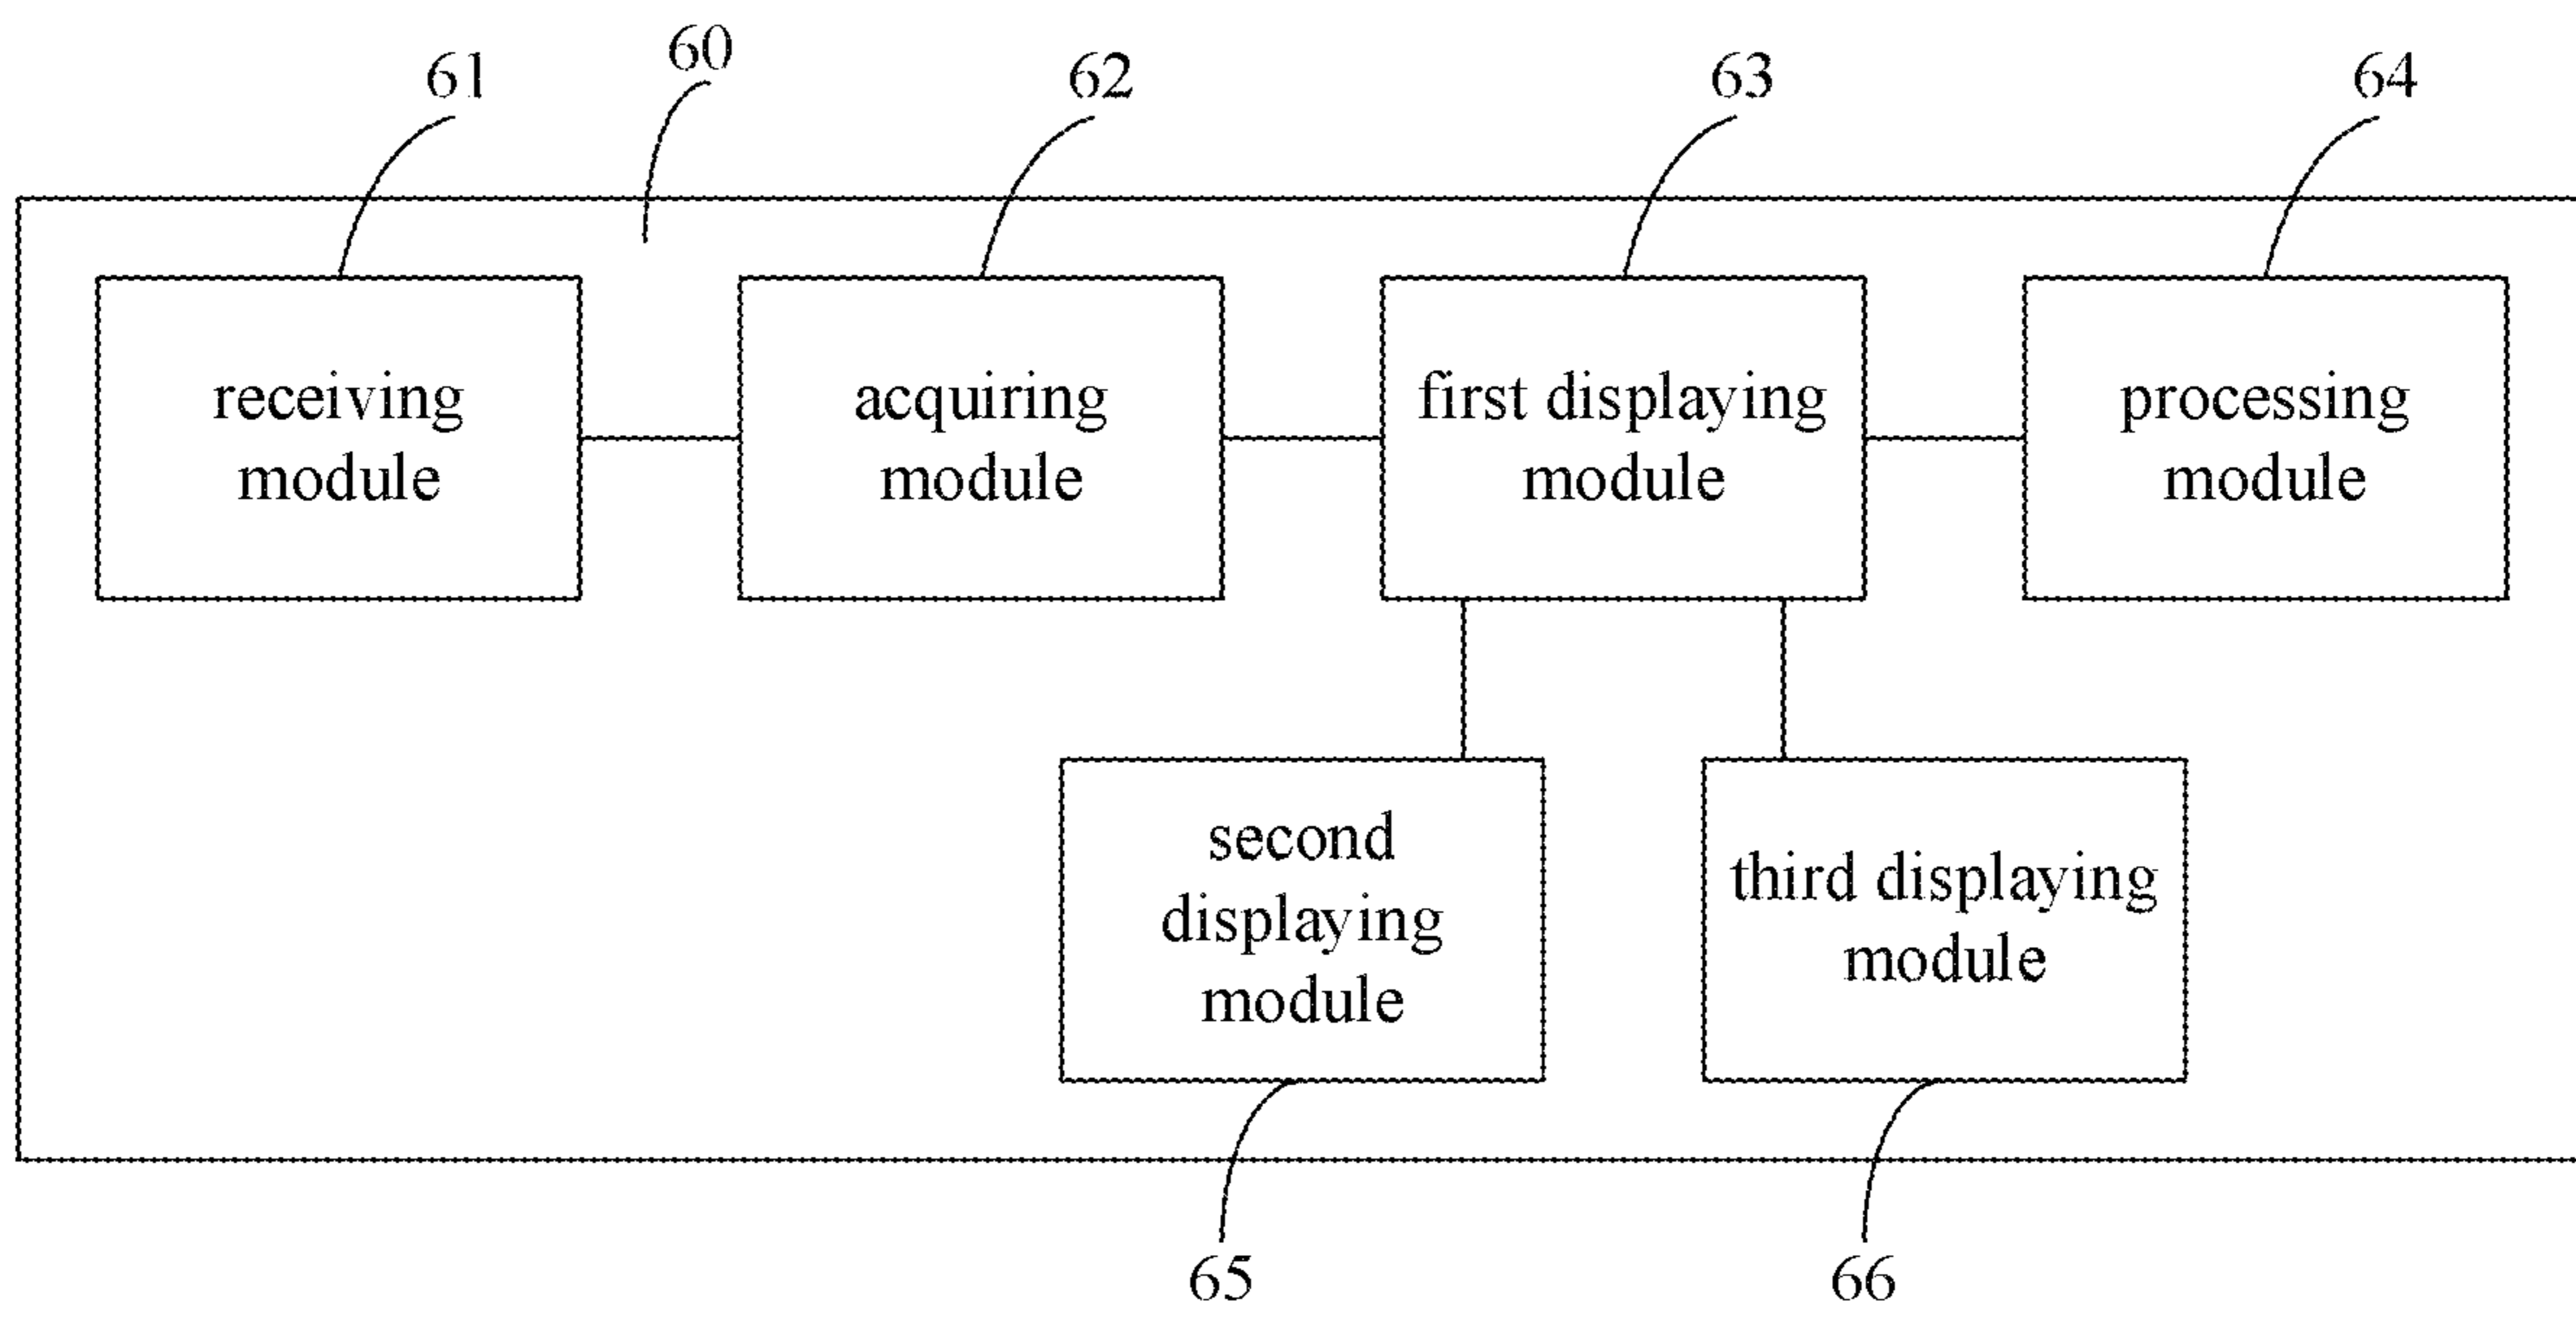 60
61
62
63
64
receiving
module
acquiring
module
first displaying
module
processing
module
second
displaying
module
third displaying
module
65
66